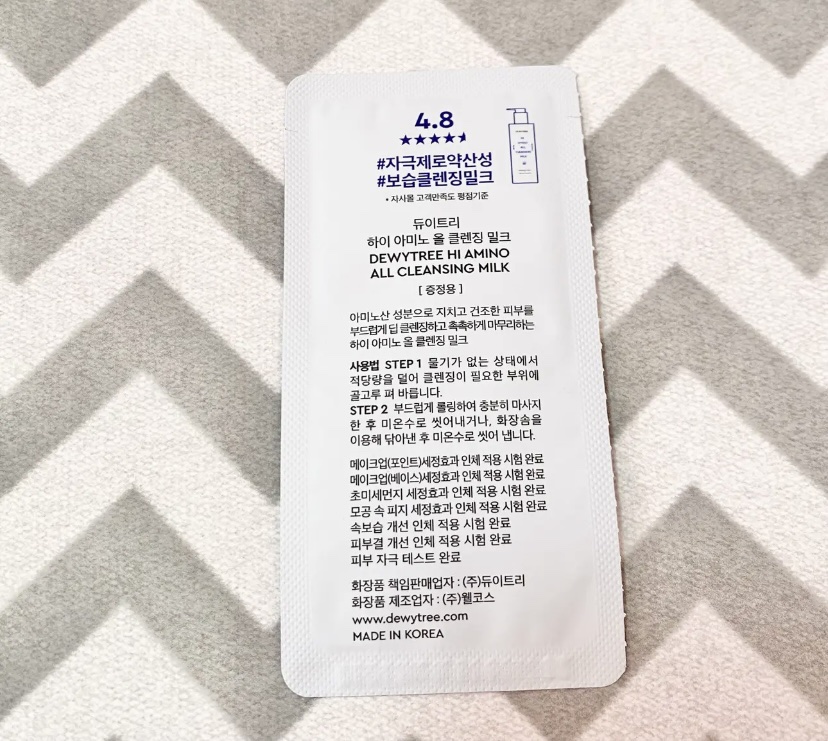 4.8
#자극제로약산성
#보습클렌징밀크
• 자사몰 고객만족도 평점기준
듀이트리
하이 아미노 올 클렌징 밀크
DEWYTREE HI AMINO
ALL CLEANSING MILK
[ 증정용 ]
아미노산 성분으로 지치고 건조한 피부를
부드럽게 딥 클렌징하고 촉촉하게 마무리하는
하이 아미노 올 클렌징 밀크
사용법 STEP 1 물기가 없는 상태에서
적당량을 덜어 클렌징이 필요한 부위에
골고루 펴 바릅니다.
STEP 2 부드럽게 롤링하여 충분히 마사지
한 후 미온수로 씻어내거나, 화장솜을
이용해 닦아낸 후 미온수로 씻어 냅니다.
메이크업(포인트)세정효과 인체 적용 시험 완료
메이크업(베이스)세정효과 인체 적용 시험 완료
초미세먼지 세정효과 인체 적용 시험 완료
모공 속 피지 세정효과 인체 적용 시험 완료
속보습 개선 인체 적용 시험 완료
피부결 개선 인체 적용 시험 완료
피부 자극 테스트 완료
화장품 책임판매업자 : (주)듀이트리
화장품 제조업자 : (주)웰코스
www.dewytree.com
MADE IN KOREA